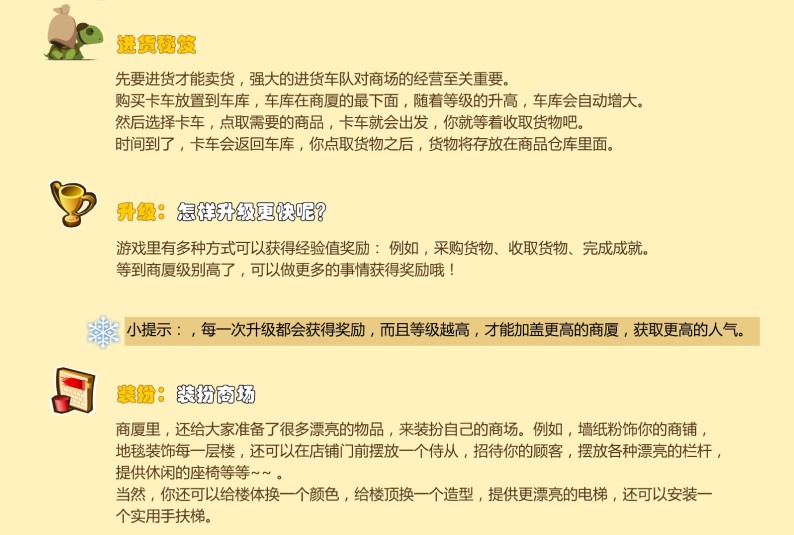 进货秘笈
先要进货才能卖货，强大的进货车队对商场的经营至关重要。
购买卡车放置到车库，车库在商厦的最下面，随着等级的升高，车库会自动增大。
然后选择卡车，点取需要的商品，卡车就会出发，你就等着收取货物吧。
时间到了，卡车会返回车库，你点取货物之后，货物将存放在商品仓库里面。
升级：怎样升级更快呢？
游戏里有多种方式可以获得经验值奖励： 例如，采购货物、收取货物、完成成就。
等到商厦级别高了，可以做更多的事情获得奖励哦！
小提示：，每一次升级都会获得奖励，而且等级越高，才能加盖更高的商厦，获取更高的人气。
装扮：装扮商场
商厦里，还给大家准备了很多漂亮的物品，来装扮自己的商场。例如，墙纸粉饰你的商铺，
地毯装饰每一层楼，还可以在店铺门前摆放一个侍从，招待你的顾客，摆放各种漂亮的栏杆，
提供休闲的座椅等等~~ 。
当然，你还可以给楼体换一个颜色，给楼顶换一个造型，提供更漂亮的电梯，还可以安装一
个实用手扶梯。